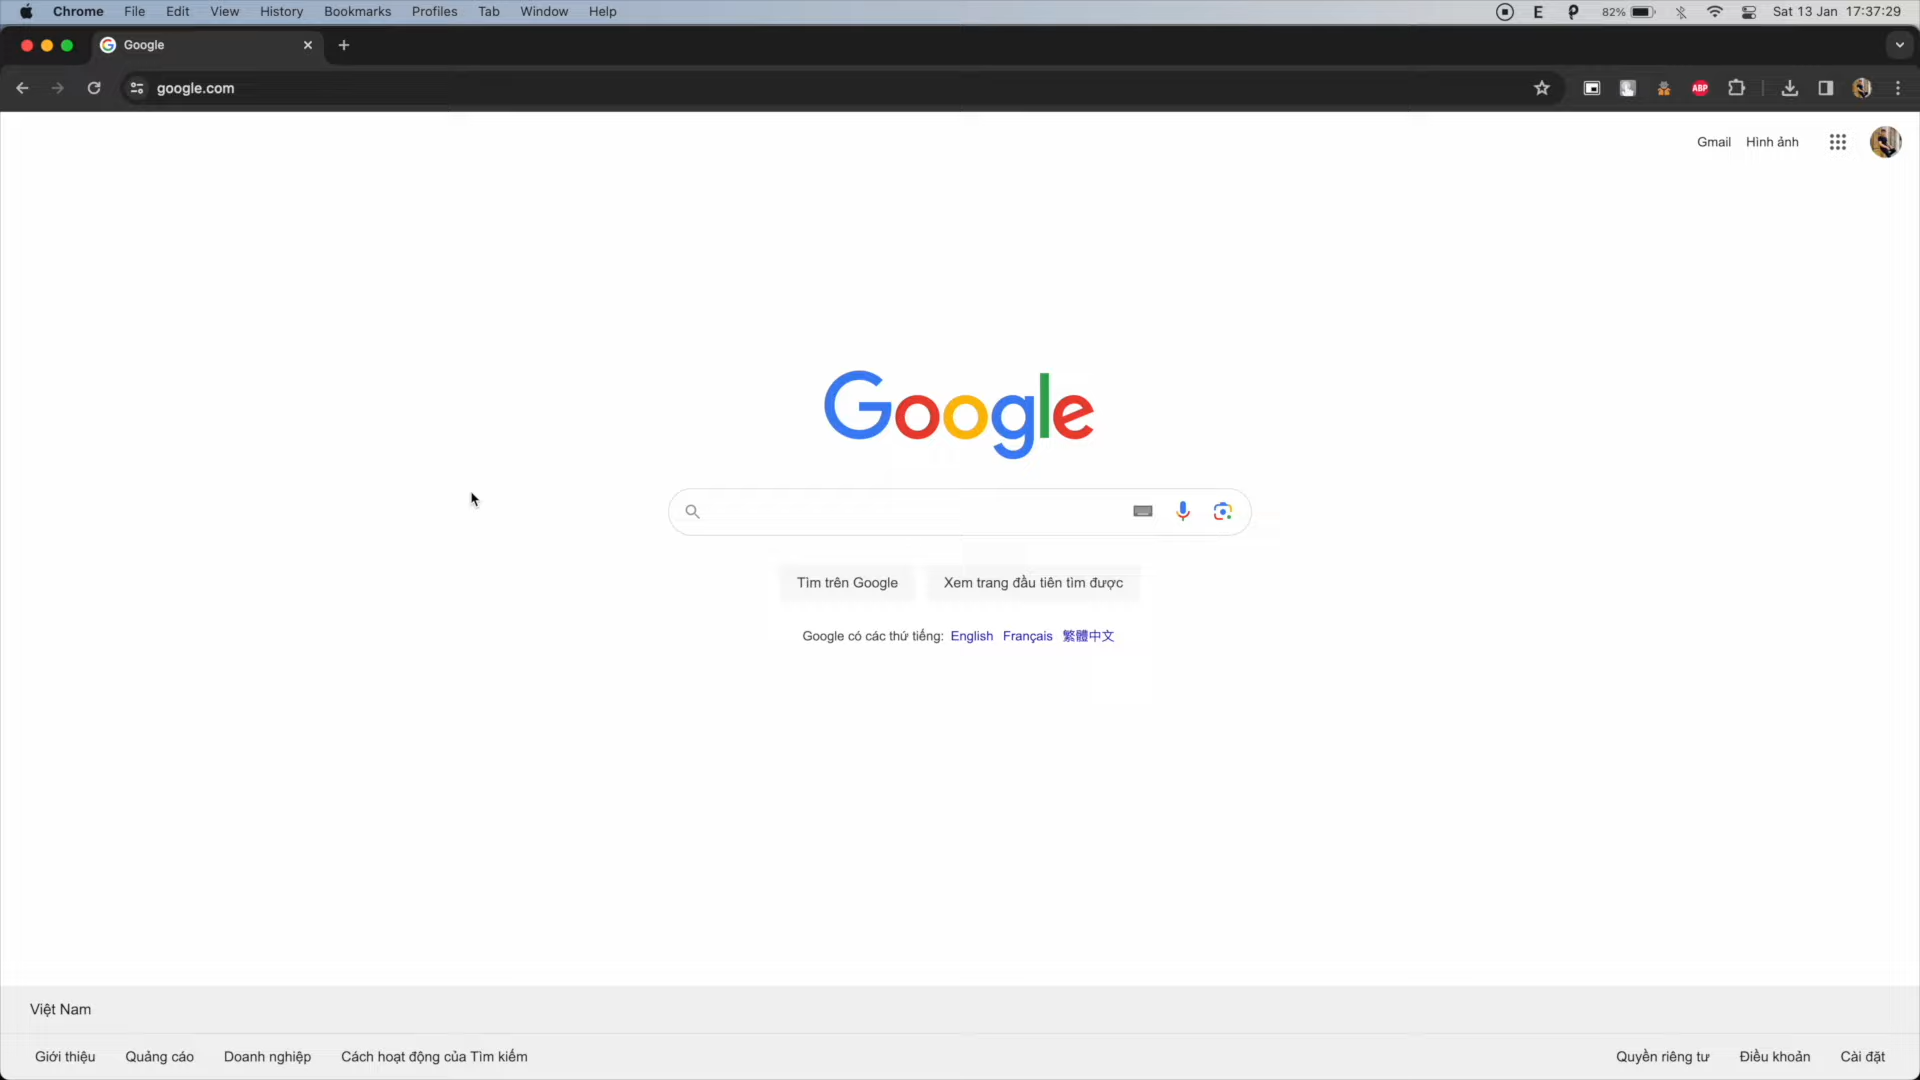 Chrome File Edit View History Bookmarks Profiles Tab Window Help E 82% Sat 13 Jan 17:37:29
Google
google.com ABP
Gmail Hình ảnh
Google
Tìm trên Google Xem trang đầu tiên tìm được
Google có các thứ tiếng: English Français 繁體中文
Việt Nam
Giới thiệu Quảng cáo Doanh nghiệp Cách hoạt động của Tìm kiếm Quyền riêng tư Điều khoản Cài đặt